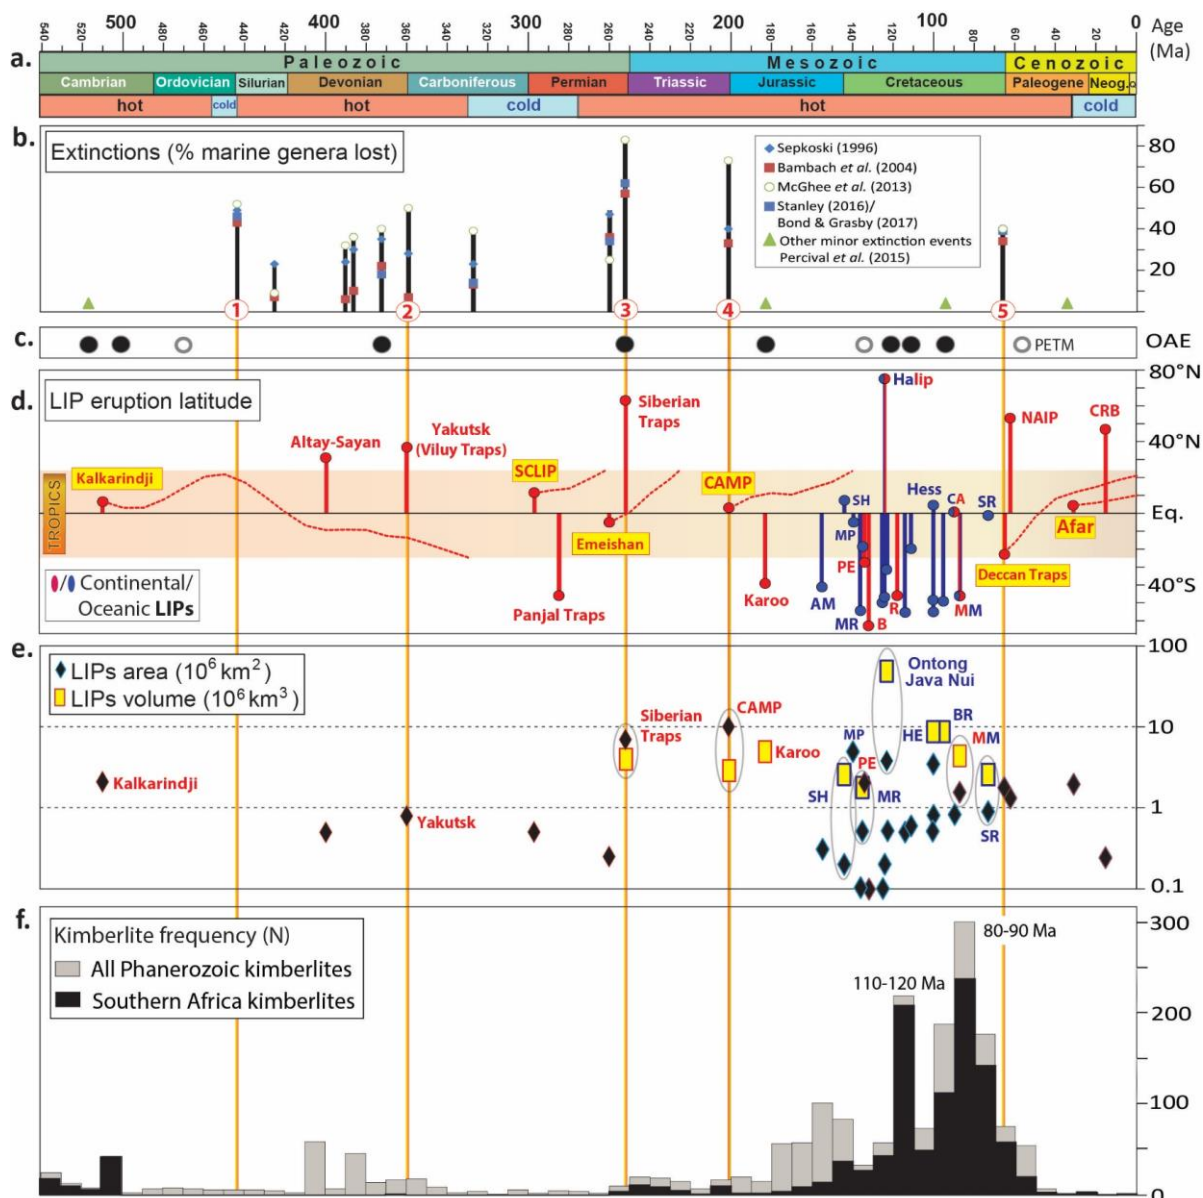 540 520 500 480 460 440 420 400 380 360 340 320 300 280 260 240 220 200 180 160 140 120 100 80 60 40 20 0 Age
(Ma)
a.
Paleozoic Mesozoic Cenozoic
Cambrian Ordovician Silurian Devonian Carboniferous Permian Triassic Jurassic Cretaceous Paleogene Neog. Q
hot cold hot cold hot cold
b.
Extinctions (% marine genera lost)
Sepkoski (1996)
Bambach et al. (2004)
McGhee et al. (2013)
Stanley (2016)/
Bond & Grasby (2017)
Other minor extinction events
Percival et al. (2015)
80
60
40
20
1 2 3 4 5
c.
PETM
OAE
d.
LIP eruption latitude
80°N
40°N
Eq.
40°S
TROPICS
Kalkarindji
Altay-Sayan
Yakutsk
(Viluy Traps)
SCLIP
Siberian
Traps
Emeishan
Panjal Traps
CAMP
Karoo
Halip
NAIP
CRB
SH
Hess
CA
SR
MP
PE
AM
MR
B
R
MM
Afar
Deccan Traps
/ Continental/
Oceanic LIPs
e.
LIPs area (10⁶ km²)
LIPs volume (10⁶ km³)
100
10
1
0.1
Kalkarindji
Yakutsk
Siberian
Traps
CAMP
Karoo
Ontong
Java Nui
MP
PE
HE
BR
MM
SH
MR
SR
f.
Kimberlite frequency (N)
All Phanerozoic kimberlites
Southern Africa kimberlites
110-120 Ma
80-90 Ma
300
200
100
0